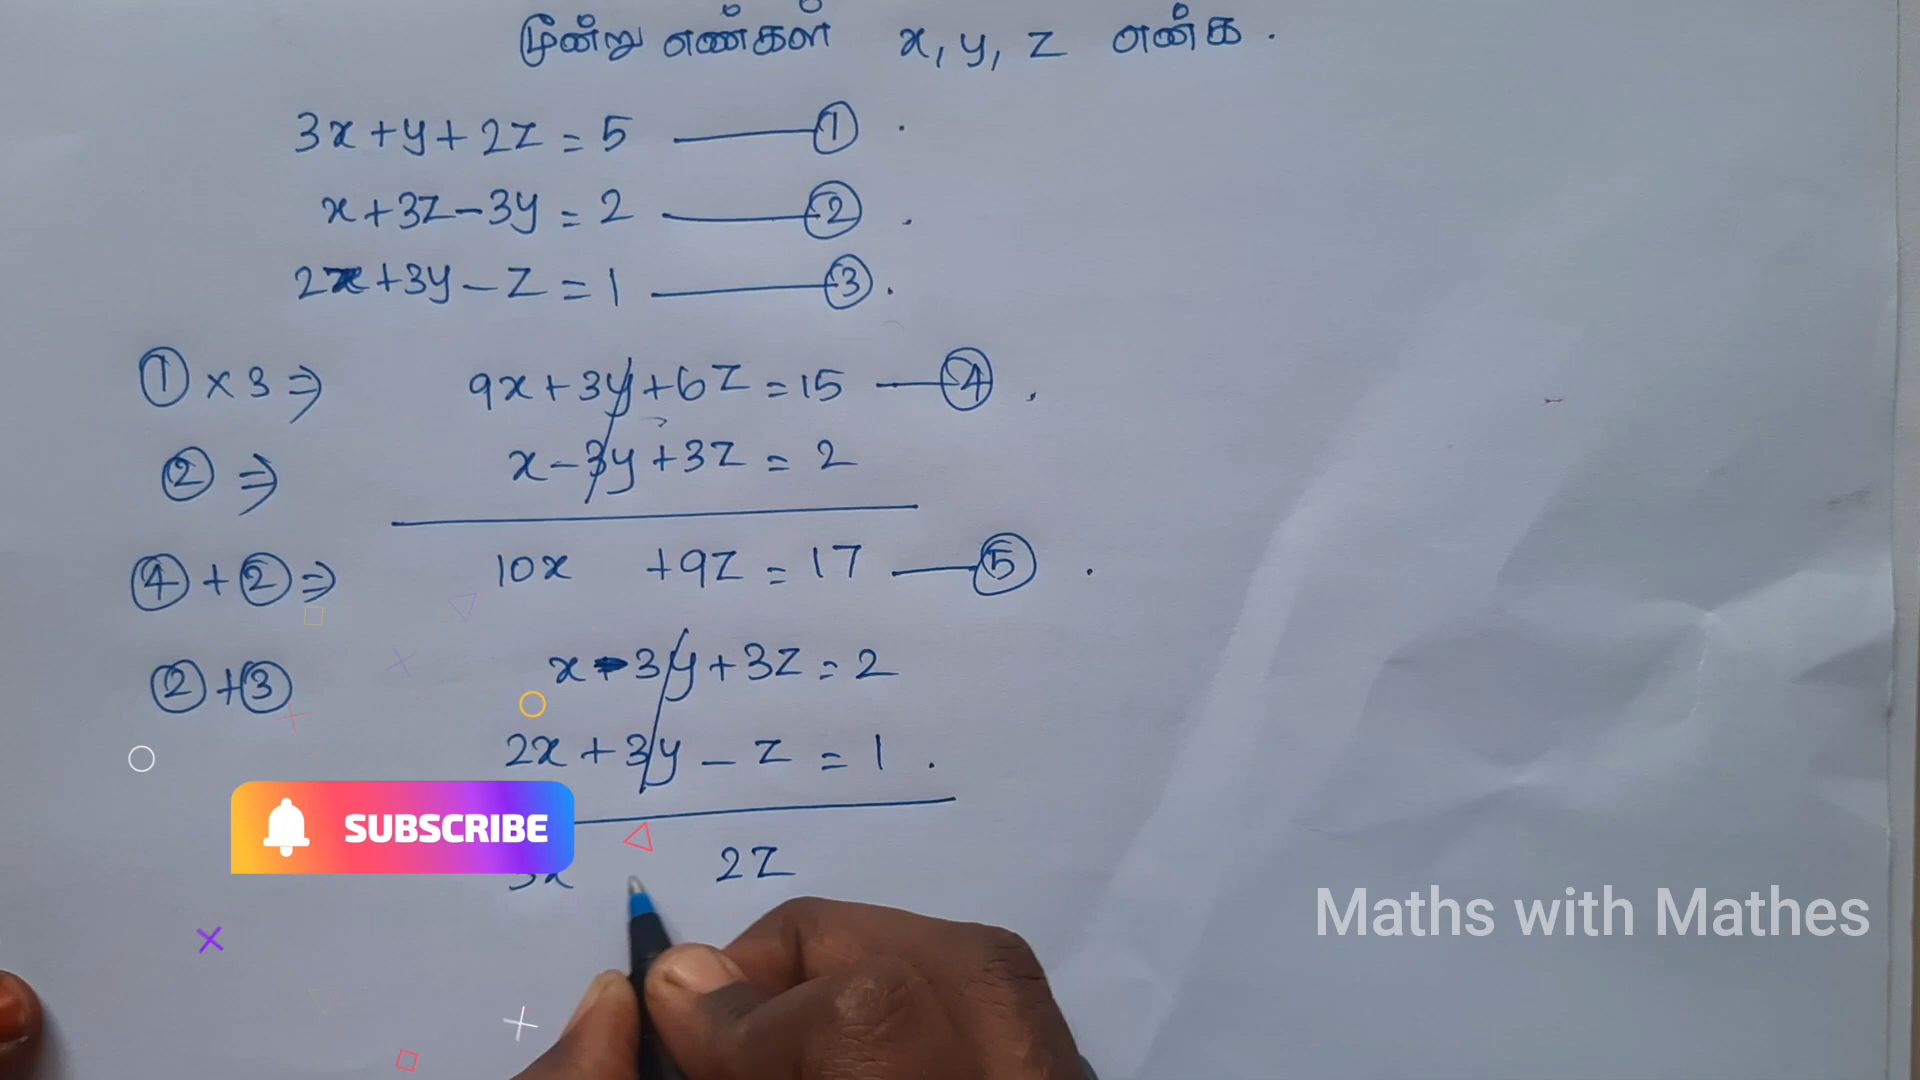 மூன்று எண்கள் x, y, z என்க.
3x + y + 2z = 5 —— ①
x + 3z - 3y = 2 —— ②
2x + 3y - z = 1 —— ③
① × 3 ⇒ 9x + 3y + 6z = 15 —— ④
② ⇒ x - 3y + 3z = 2
④ + ② ⇒ 10x + 9z = 17 —— ⑤
② + ③ x - 3y + 3z = 2
2x + 3y - z = 1
SUBSCRIBE
3x 2z
Maths with Mathes